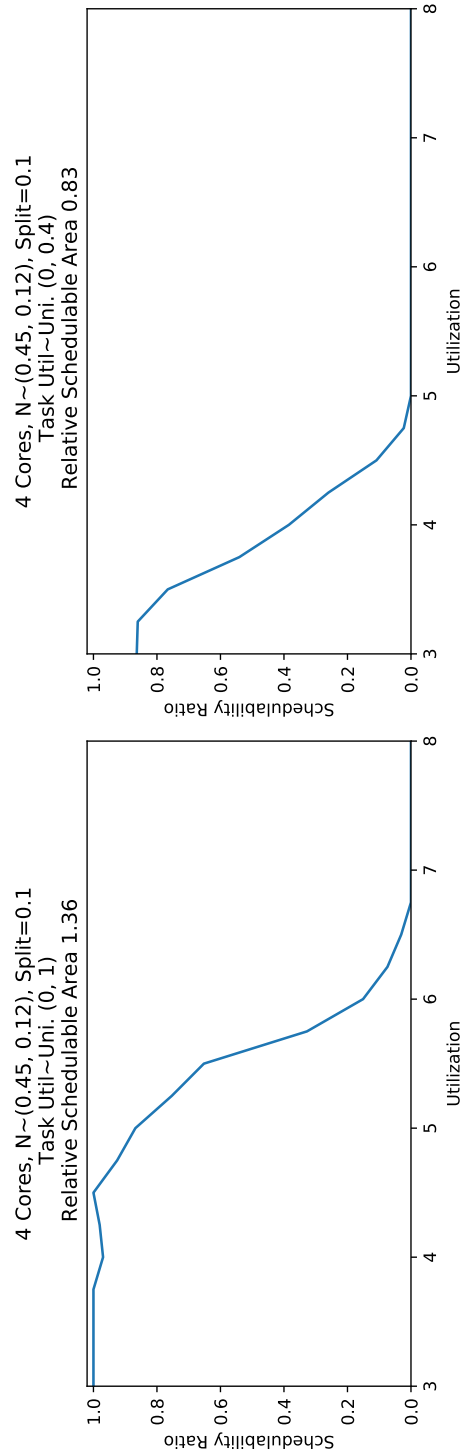 4 Cores, N~(0.45, 0.12), Split=0.1
Task Util~Uni. (0, 1)
Relative Schedulable Area 1.36
Schedulability Ratio
1.0
0.8
0.6
0.4
0.2
0.0
3 4 5 6 7 8
Utilization
4 Cores, N~(0.45, 0.12), Split=0.1
Task Util~Uni. (0, 0.4)
Relative Schedulable Area 0.83
Schedulability Ratio
1.0
0.8
0.6
0.4
0.2
0.0
3 4 5 6 7 8
Utilization